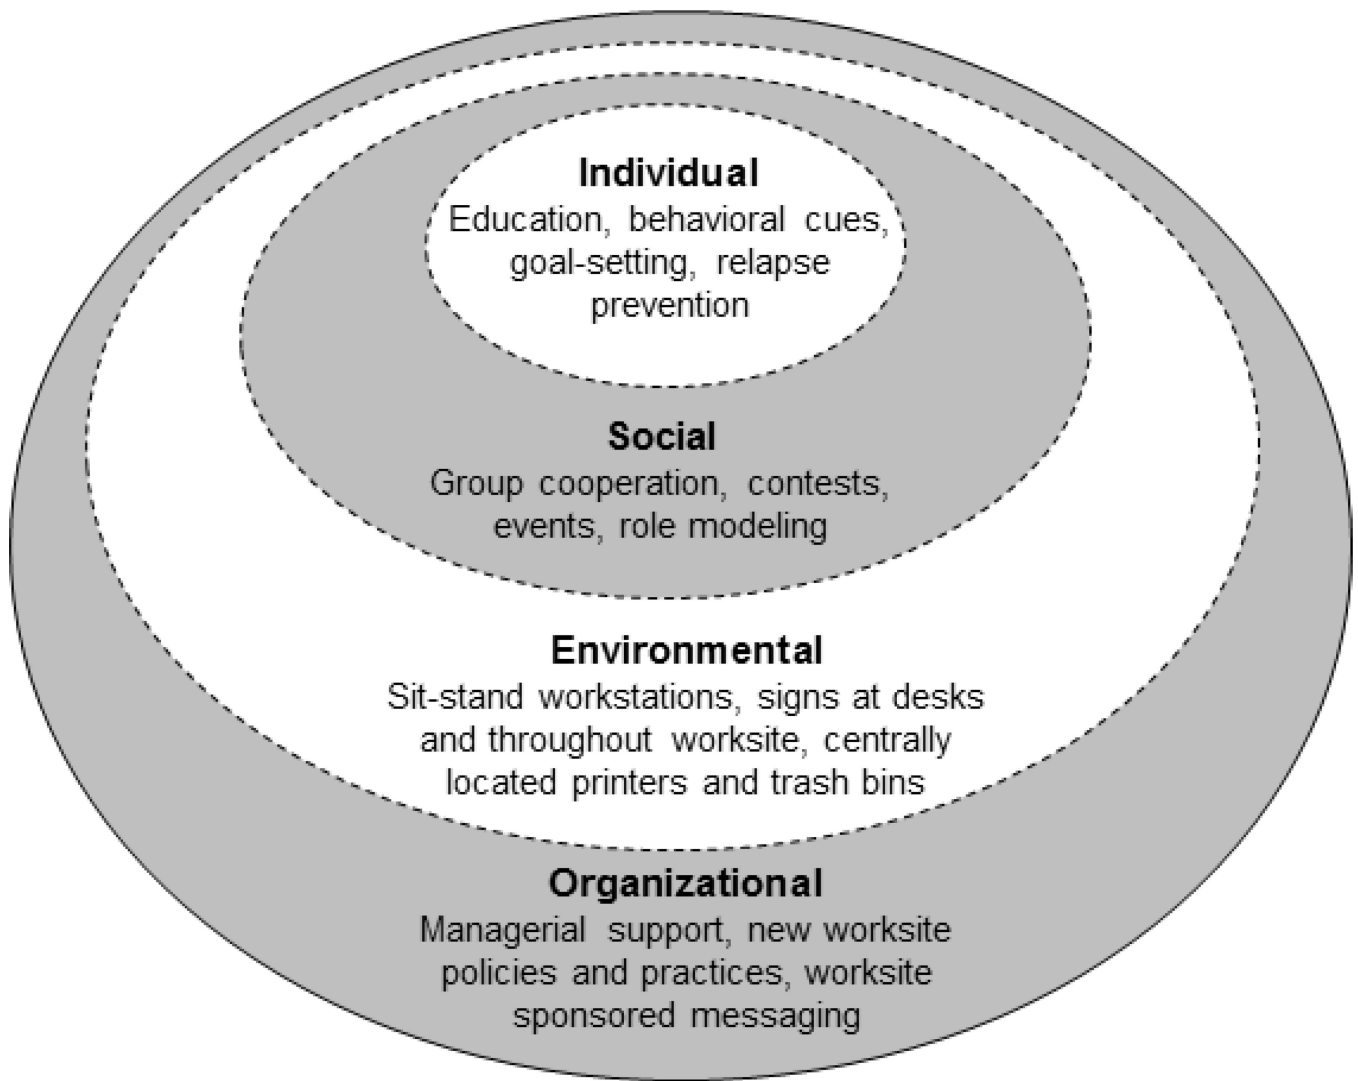 Individual
Education, behavioral cues,
goal-setting, relapse
prevention
Social
Group cooperation, contests,
events, role modeling
Environmental
Sit-stand workstations, signs at desks
and throughout worksite, centrally
located printers and trash bins
Organizational
Managerial support, new worksite
policies and practices, worksite
sponsored messaging